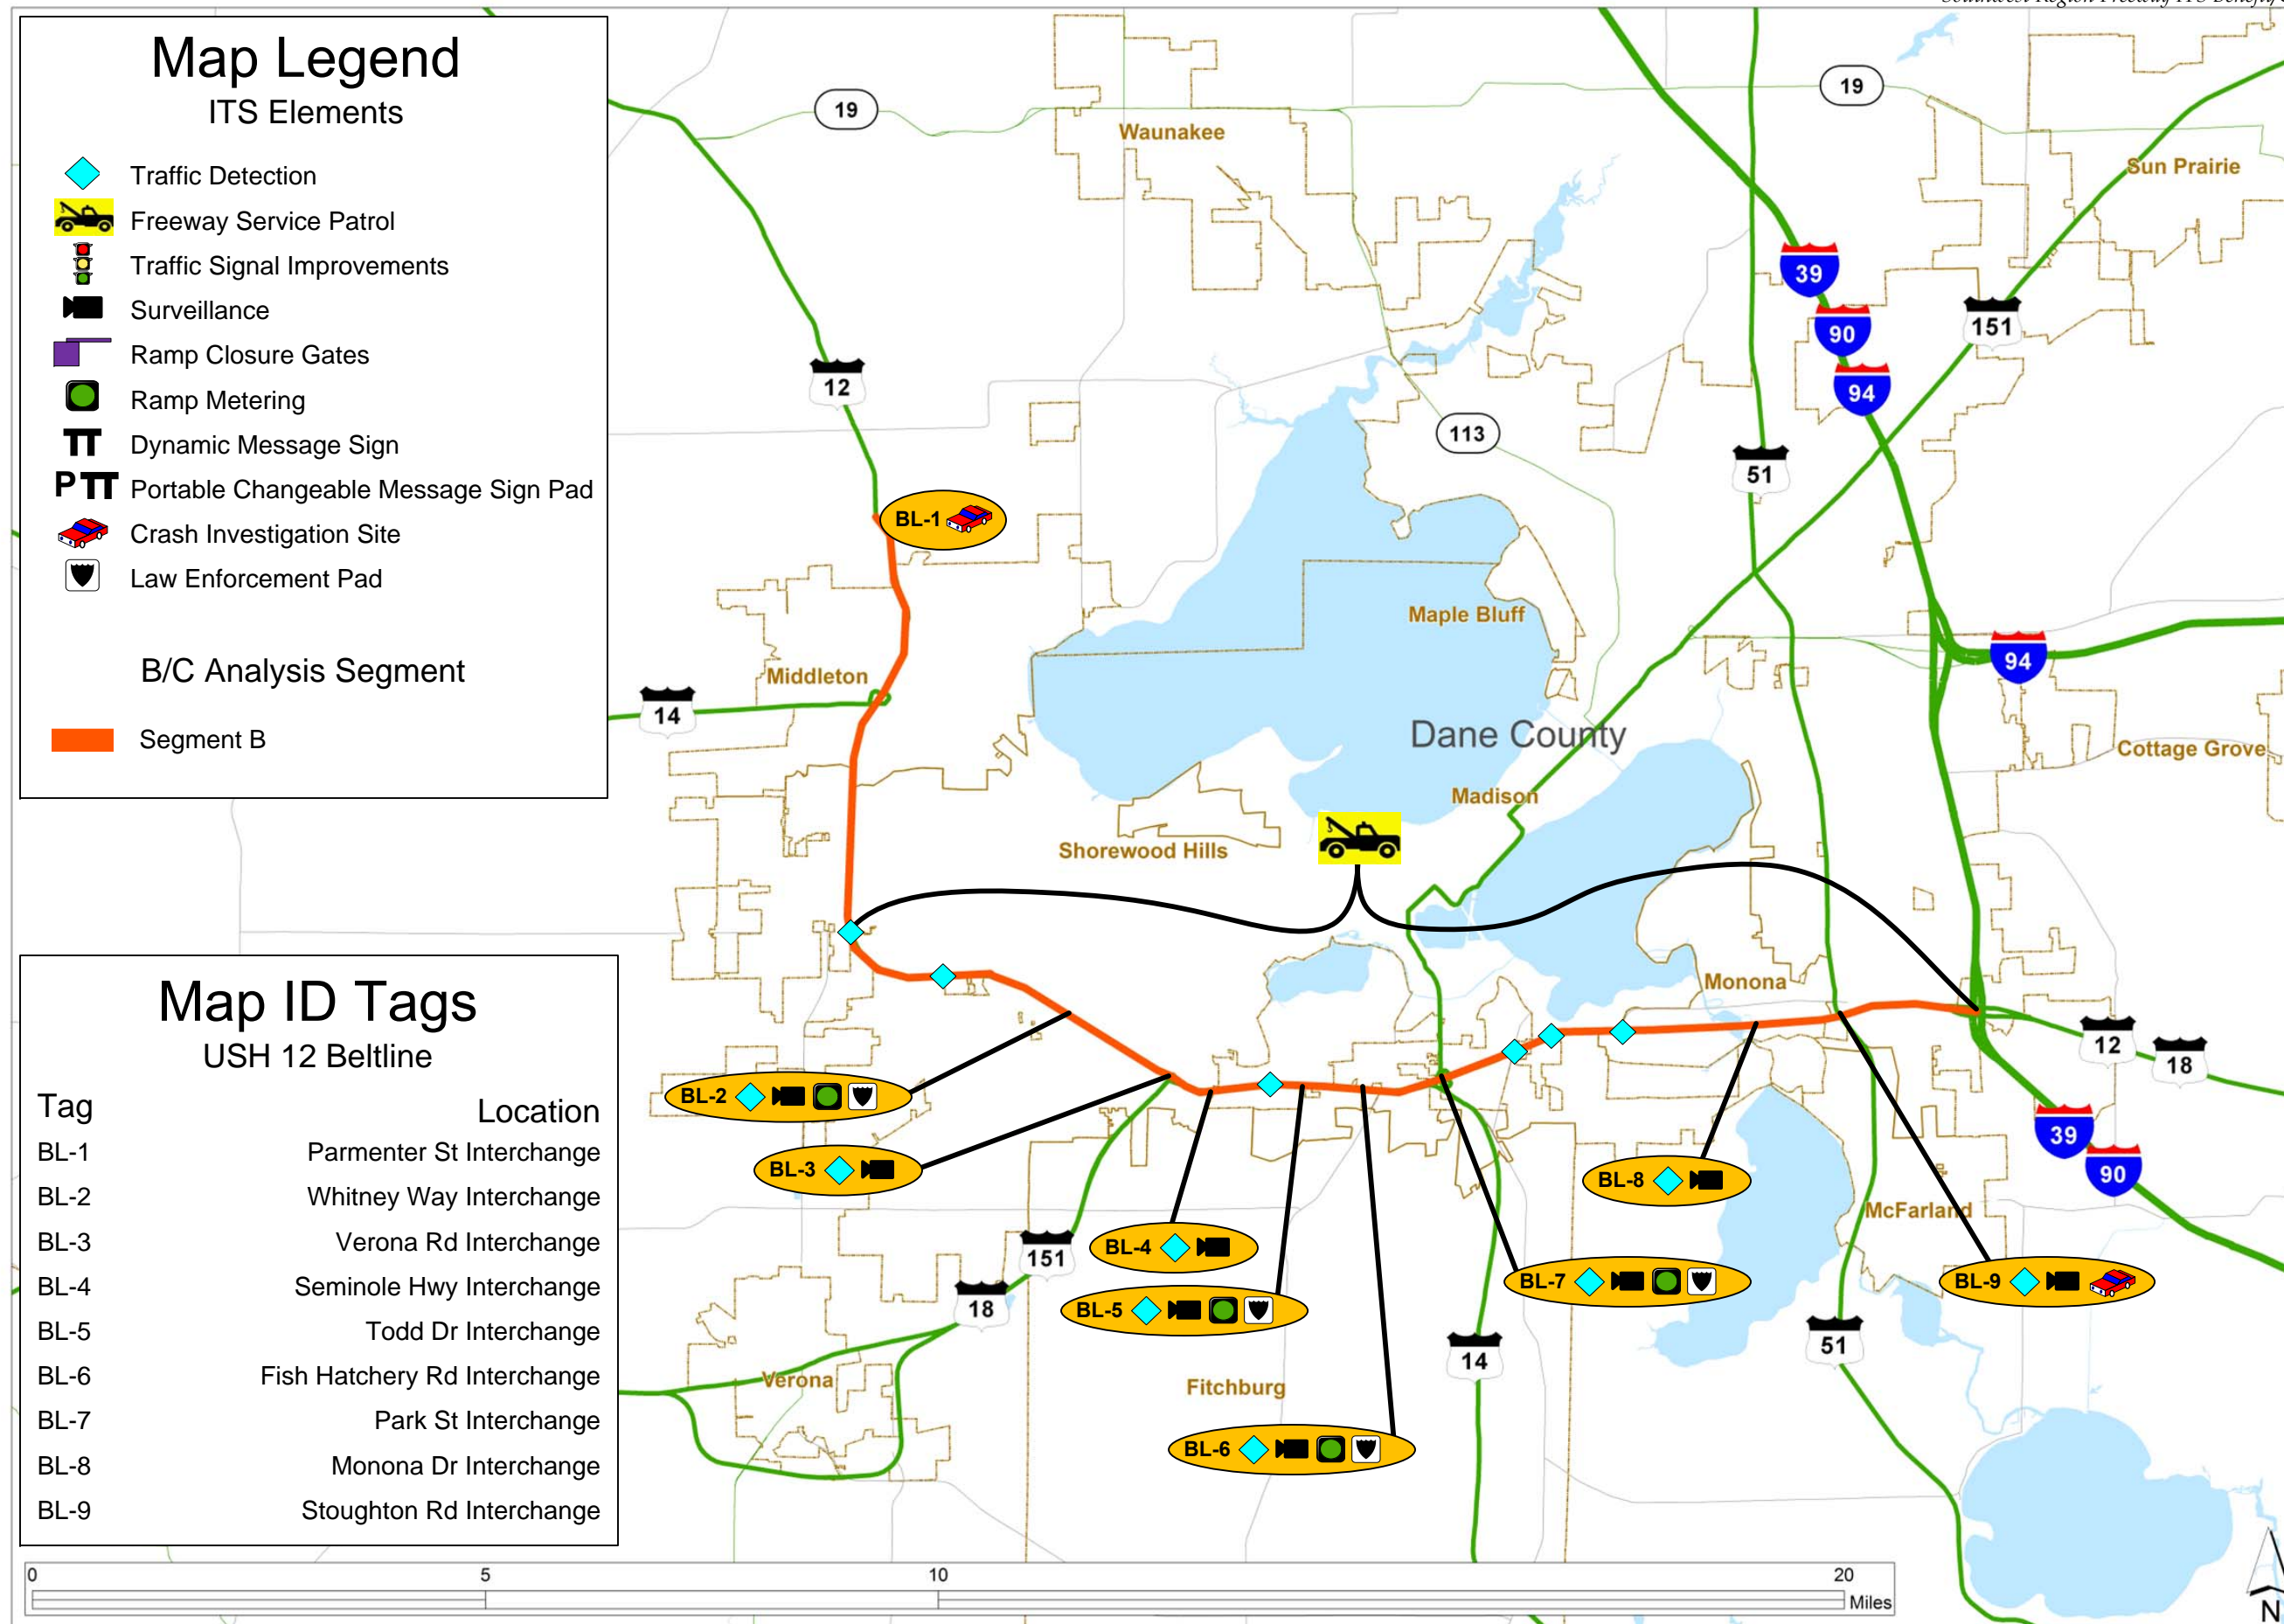 Southwest Region Freeway ITS Benefit/
Map Legend
ITS Elements
Traffic Detection
Freeway Service Patrol
Traffic Signal Improvements
Surveillance
Ramp Closure Gates
Ramp Metering
Dynamic Message Sign
P Portable Changeable Message Sign Pad
Crash Investigation Site
Law Enforcement Pad
B/C Analysis Segment
Segment B
19
19
Waunakee
Sun Prairie
39
90
151
94
12
113
51
BL-1
Maple Bluff
94
Middleton
14
Dane County
Cottage Grove
Madison
Shorewood Hills
Monona
12
18
39
90
BL-2
BL-3
BL-8
McFarland
BL-4
151
BL-7
BL-9
18
BL-5
51
14
Verona
Fitchburg
BL-6
Map ID Tags
USH 12 Beltline
Tag Location
BL-1 Parmenter St Interchange
BL-2 Whitney Way Interchange
BL-3 Verona Rd Interchange
BL-4 Seminole Hwy Interchange
BL-5 Todd Dr Interchange
BL-6 Fish Hatchery Rd Interchange
BL-7 Park St Interchange
BL-8 Monona Dr Interchange
BL-9 Stoughton Rd Interchange
0 5 10 20
Miles
N